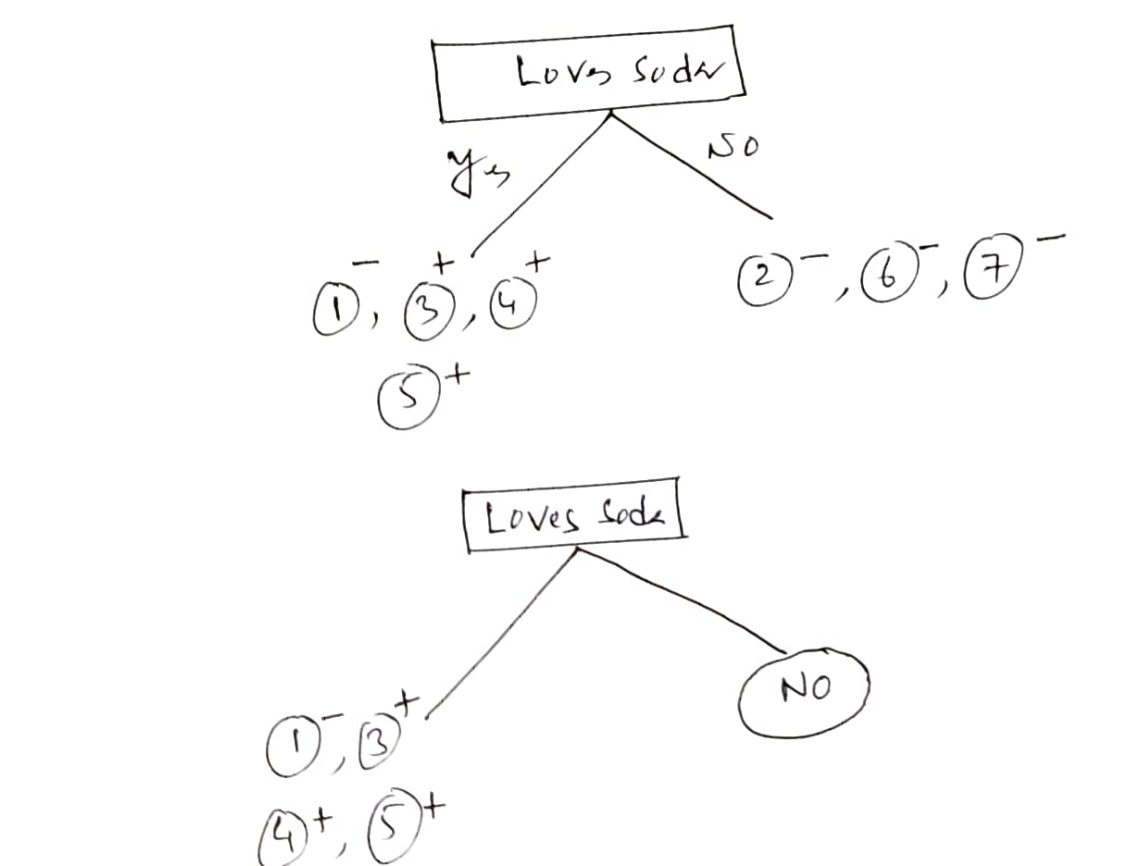 Loves Soda
Yes
NO
①⁻, ③⁺, ④⁺
②⁻, ⑥⁻, ⑦⁻
⑤⁺
Loves Soda
NO
①⁻, ③⁺
④⁺, ⑤⁺